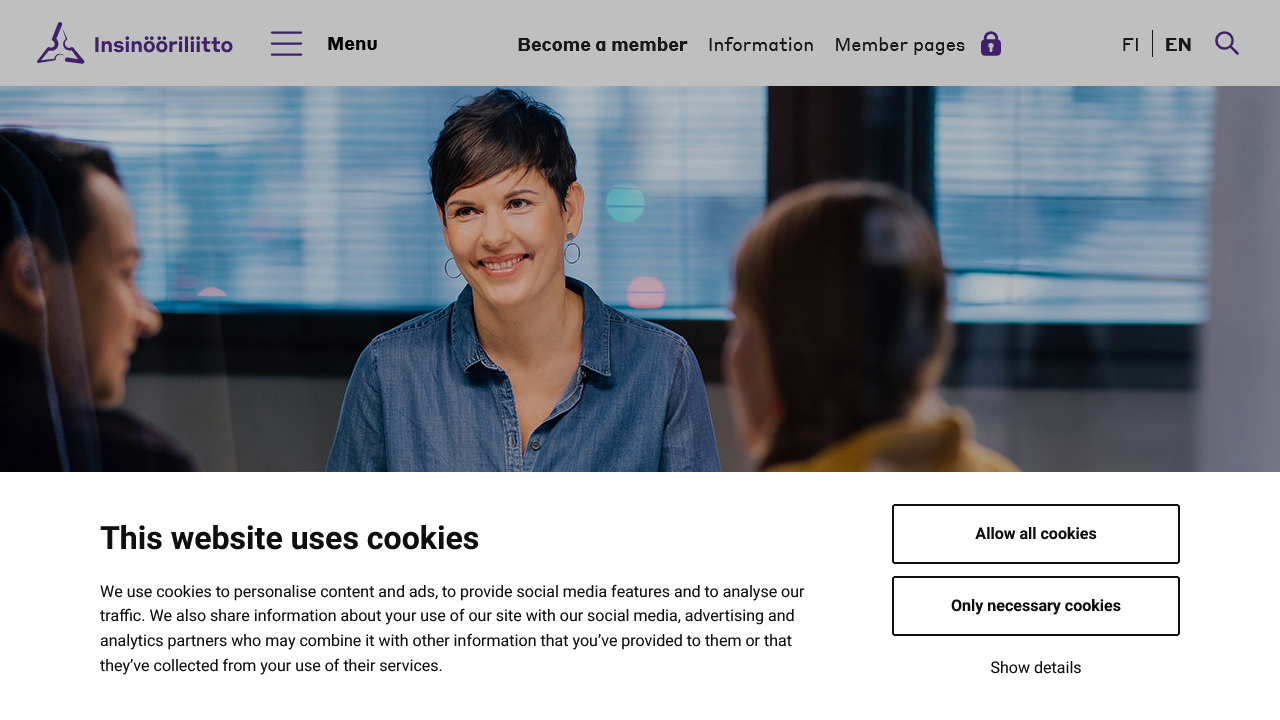 Insinööriliitto
Menu
Become a member
Information
Member pages
FI
EN
This website uses cookies
We use cookies to personalise content and ads, to provide social media features and to analyse our
traffic. We also share information about your use of our site with our social media, advertising and
analytics partners who may combine it with other information that you’ve provided to them or that
they’ve collected from your use of their services.
Allow all cookies
Only necessary cookies
Show details